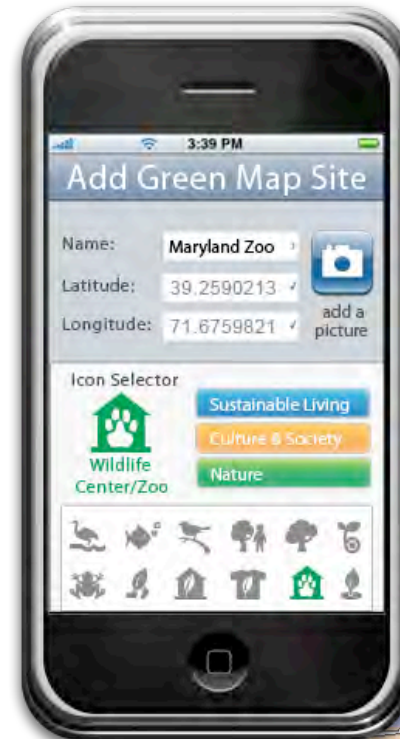 3:39 PM
Add Green Map Site
Name: Maryland Zoo
Latitude: 39.2590213
Longitude: 71.6759821
add a
picture
Icon Selector
Sustainable Living
Culture & Society
Nature
Wildlife
Center/Zoo